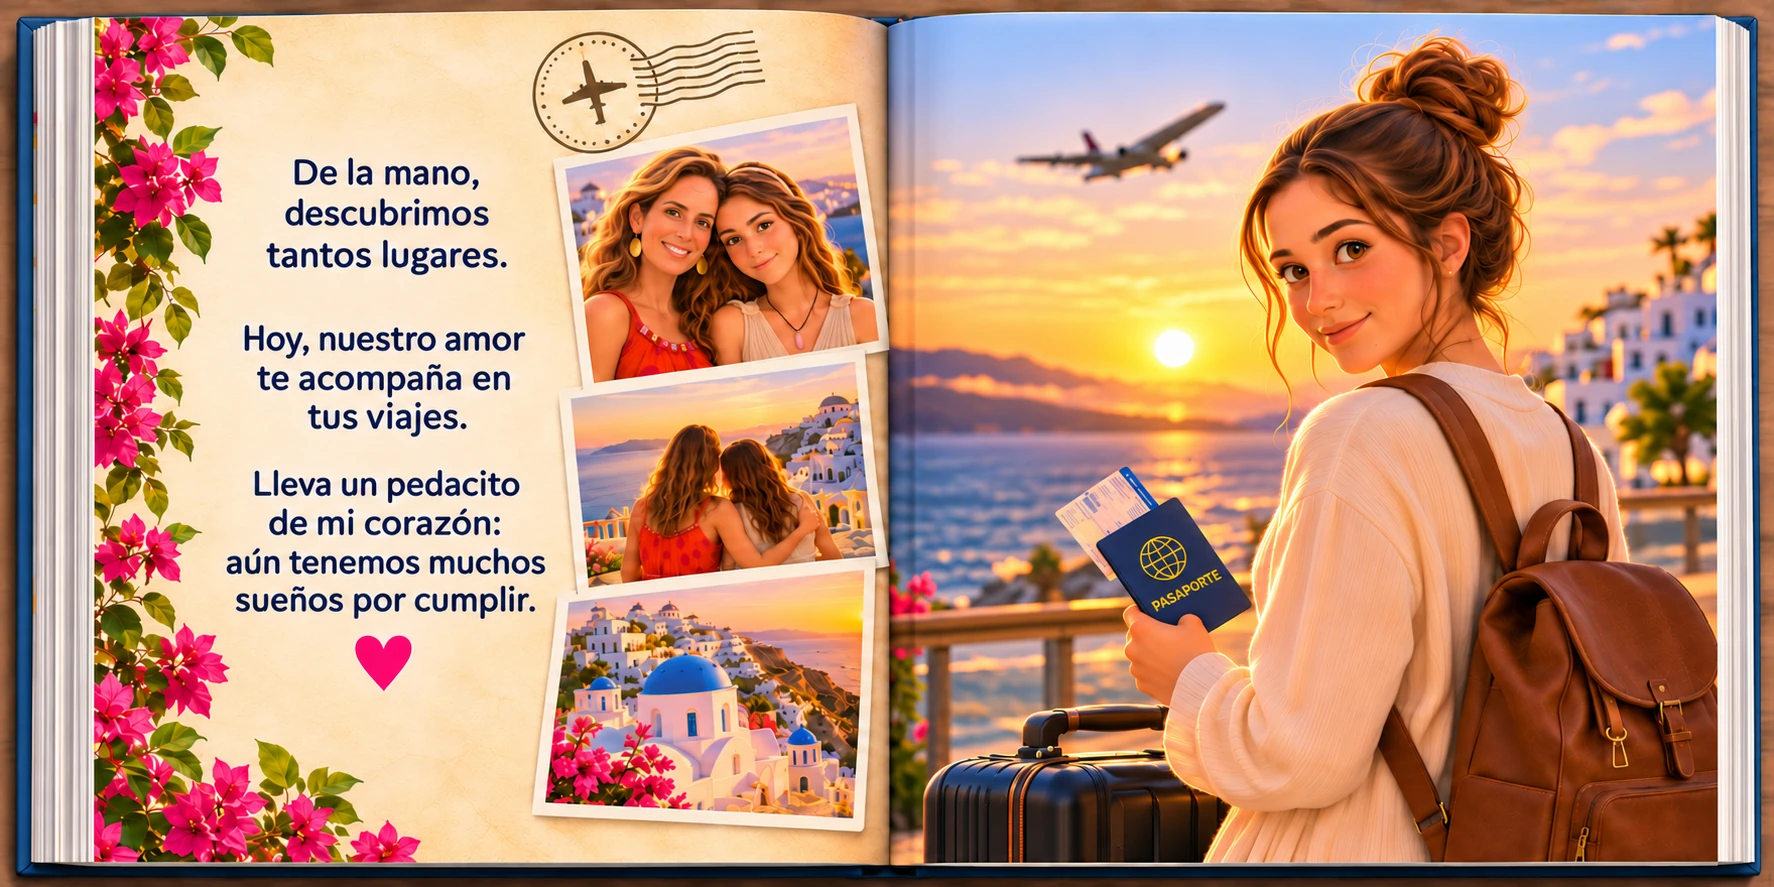 De la mano,
descubrimos
tantos lugares.
Hoy, nuestro amor
te acompaña en
tus viajes.
Lleva un pedacito
de mi corazón:
aún tenemos muchos
sueños por cumplir.
PASAPORTE